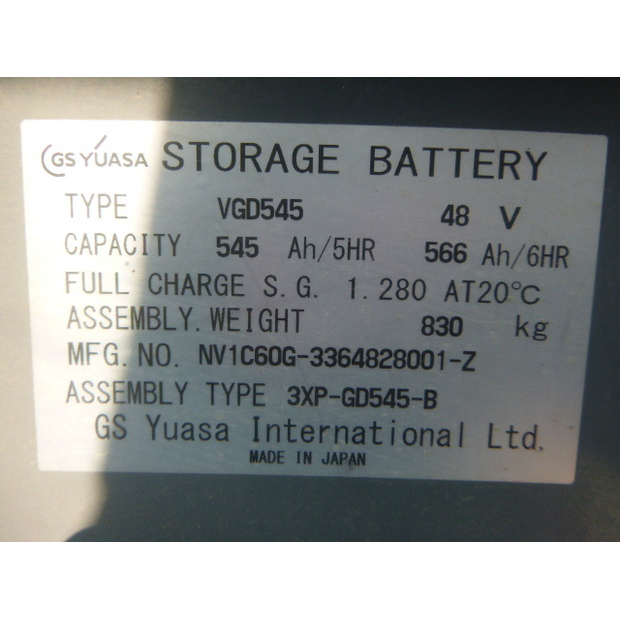 GS YUASA STORAGE BATTERY
TYPE VGD545 48 V
CAPACITY 545 Ah/5HR 566 Ah/6HR
FULL CHARGE S.G. 1.280 AT20℃
ASSEMBLY.WEIGHT 830 kg
MFG.NO. NV1C60G-3364828001-Z
ASSEMBLY TYPE 3XP-GD545-B
GS Yuasa International Ltd.
MADE IN JAPAN